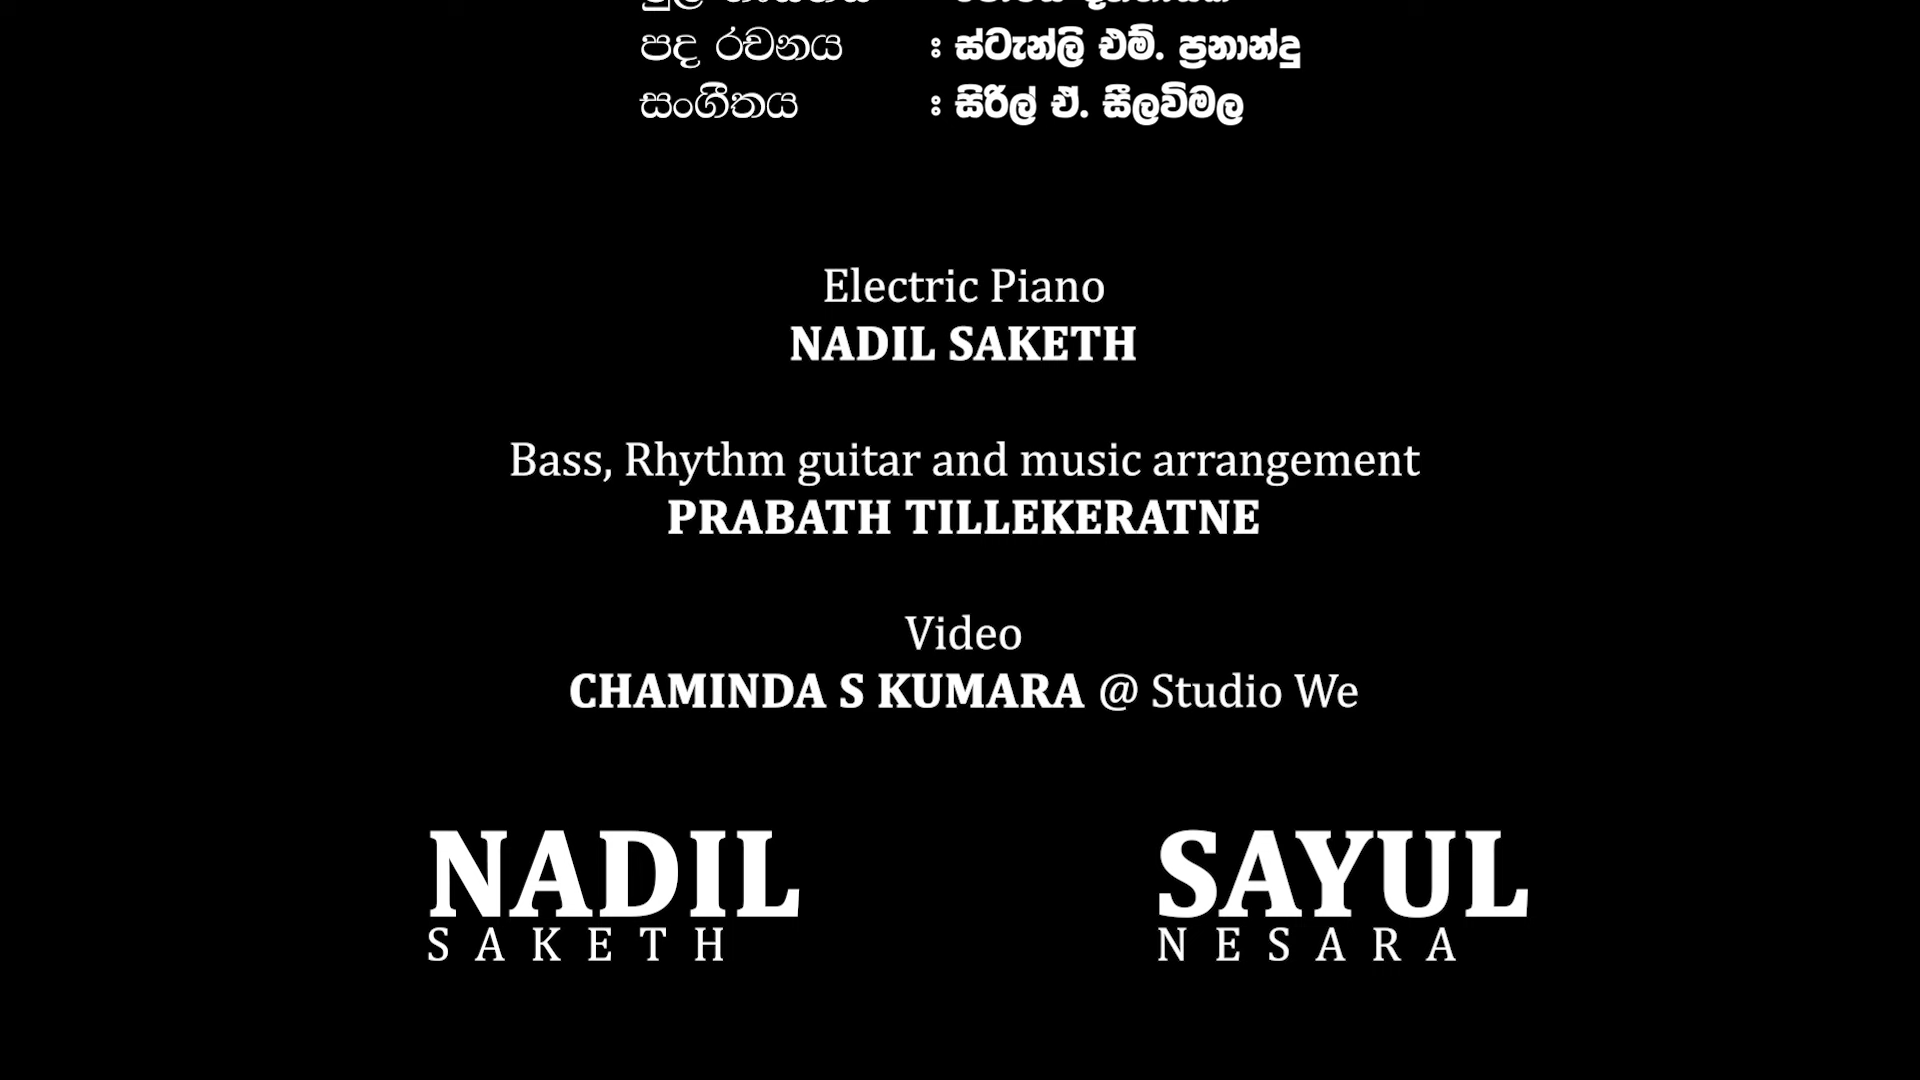 පද රචනය : ස්ටැන්ලි එම්. ප්‍රනාන්දු
සංගීතය : සිරිල් ඒ. සීලවිමල
Electric Piano
NADIL SAKETH
Bass, Rhythm guitar and music arrangement
PRABATH TILLEKERATNE
Video
CHAMINDA S KUMARA @ Studio We
NADIL
SAKETH
SAYUL
NESARA